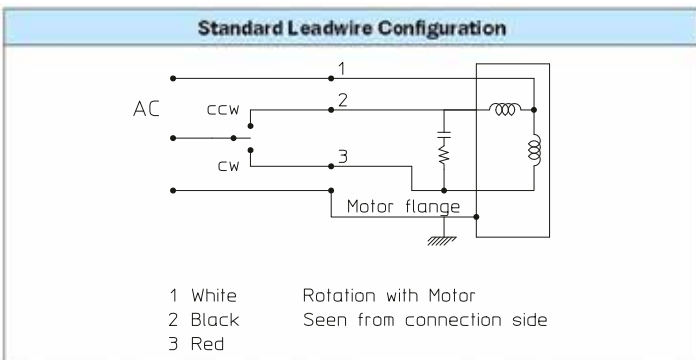 Standard Leadwire Configuration
1
AC
CCW
2
CW
3
Motor flange
1 White Rotation with Motor
2 Black Seen from connection side
3 Red